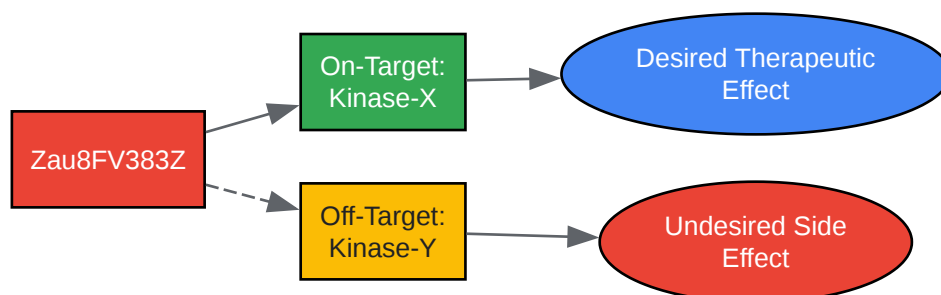 Zau8FV383Z
On-Target:
Kinase-X
Desired Therapeutic
Effect
Off-Target:
Kinase-Y
Undesired Side
Effect